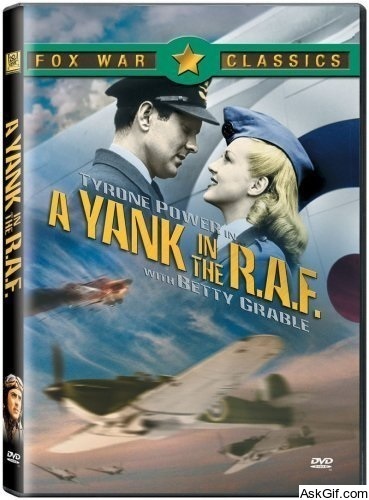 FOX WAR CLASSICS
TYRONE POWER IN
A YANK IN THE R.A.F.
WITH BETTY GRABLE
DVD
A YANK IN THE R.A.F.
DVD
AskGif.com